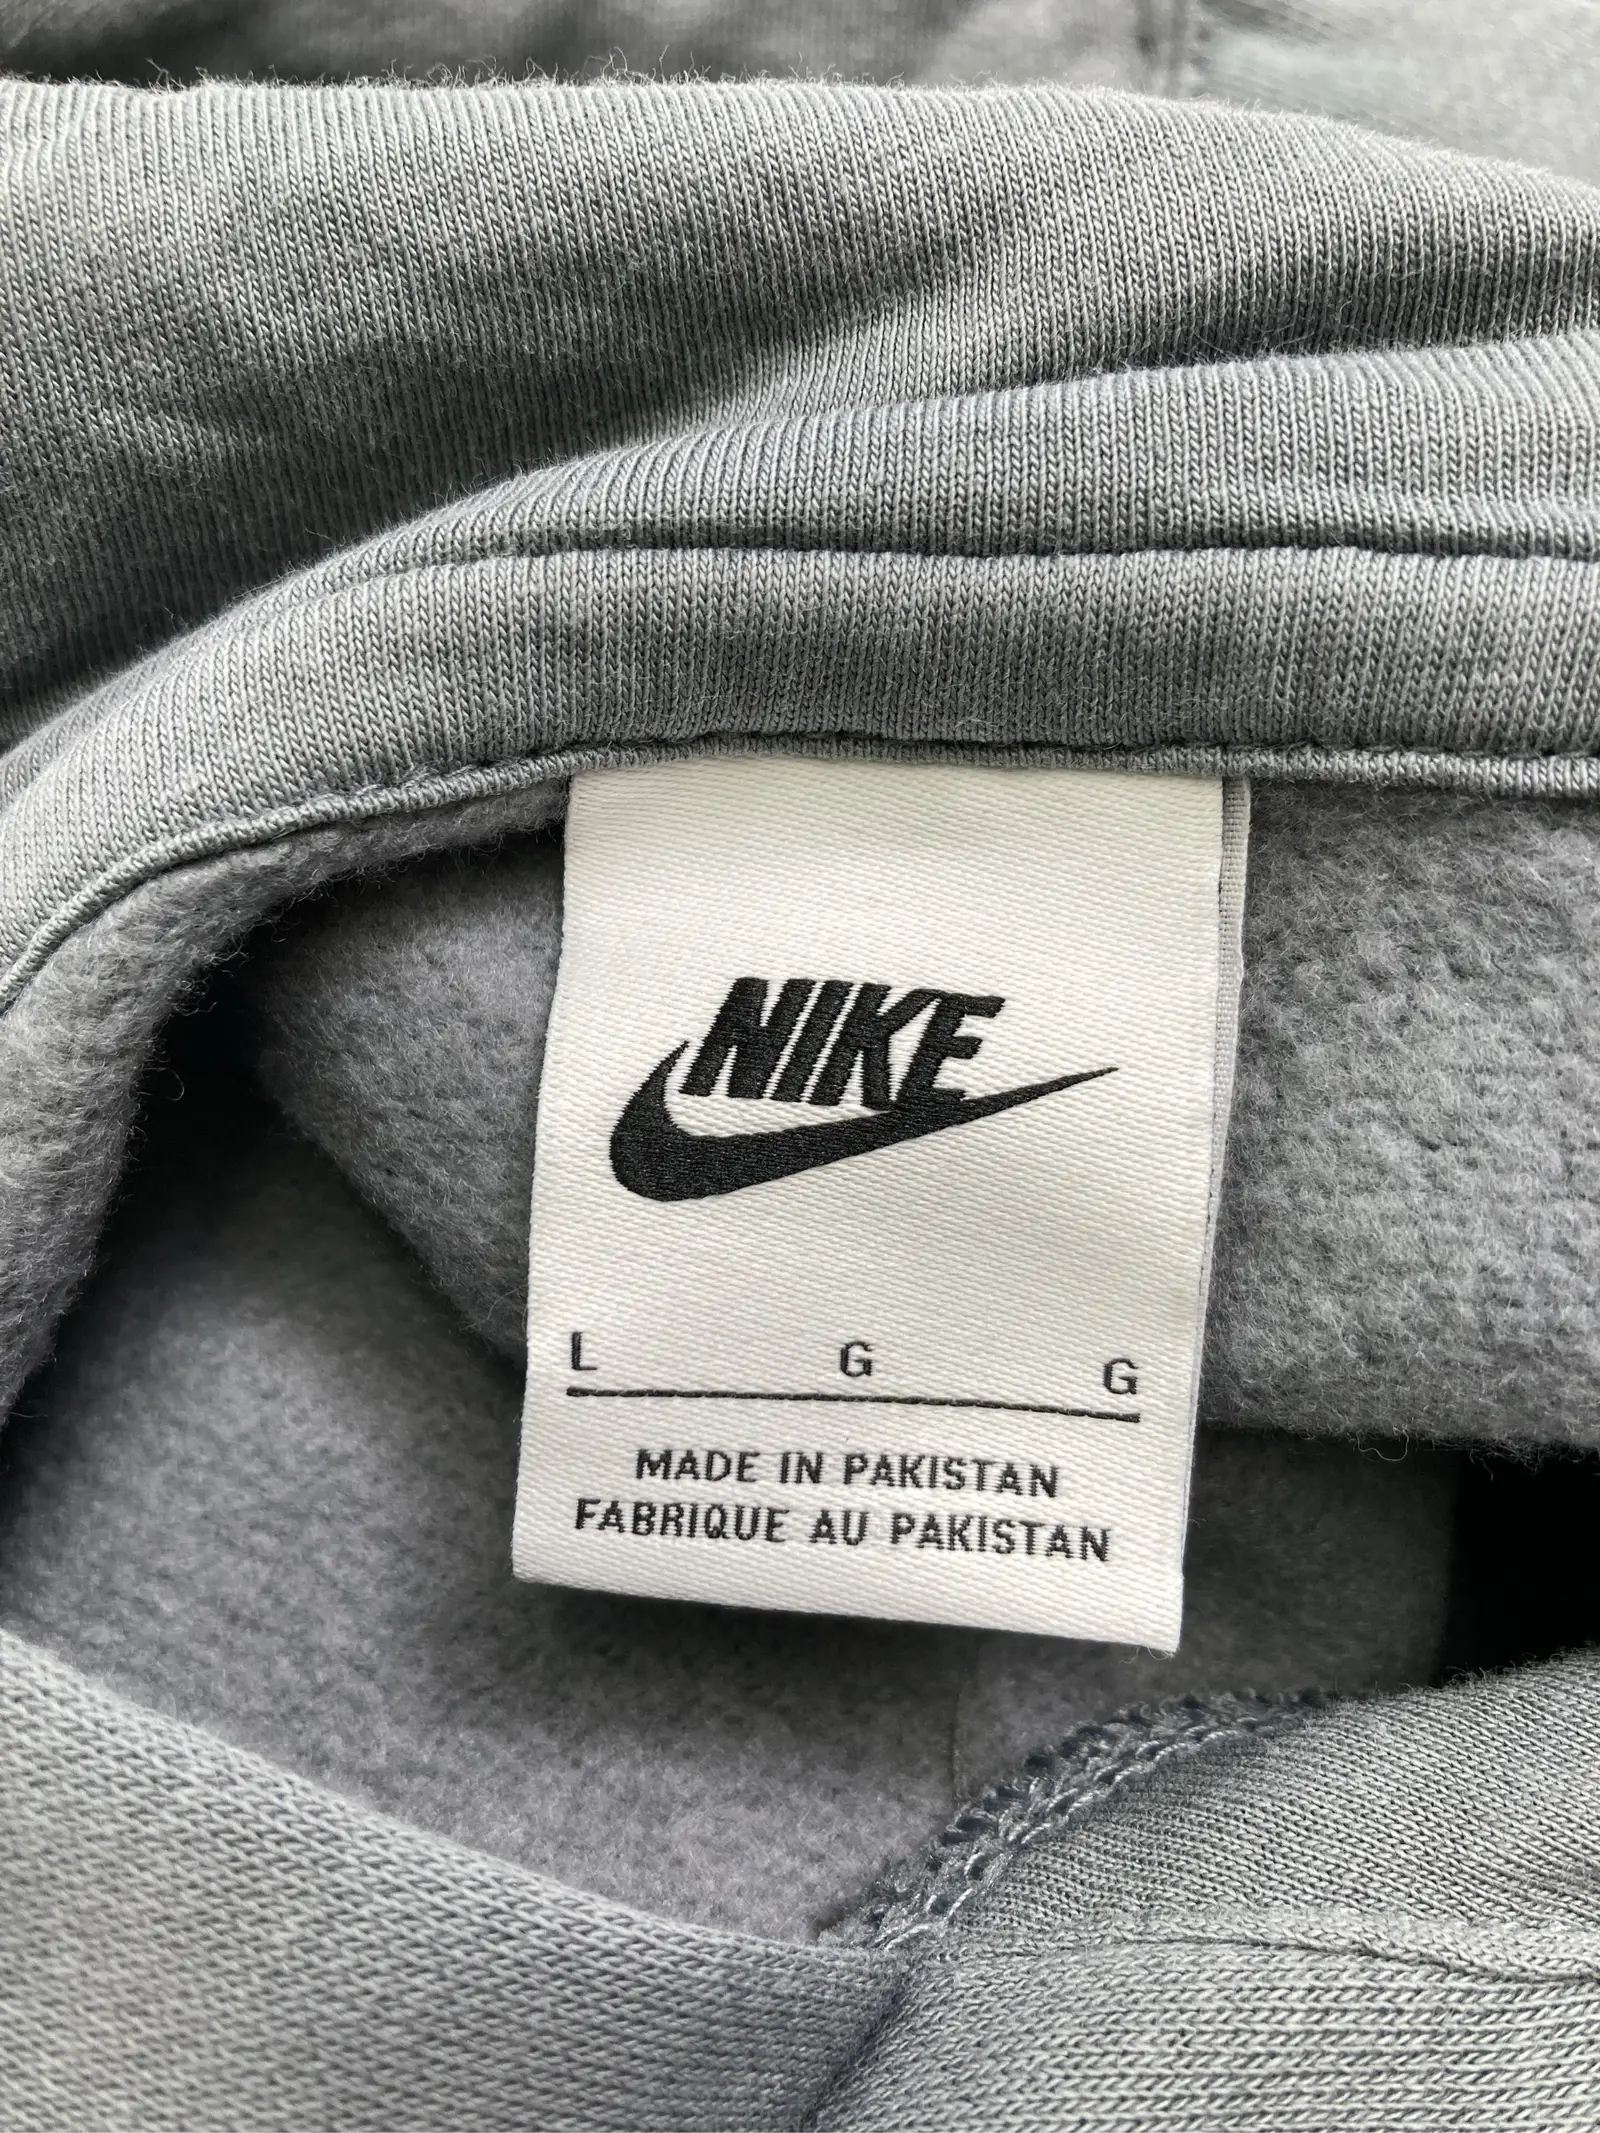 NIKE
L G G
MADE IN PAKISTAN
FABRIQUE AU PAKISTAN